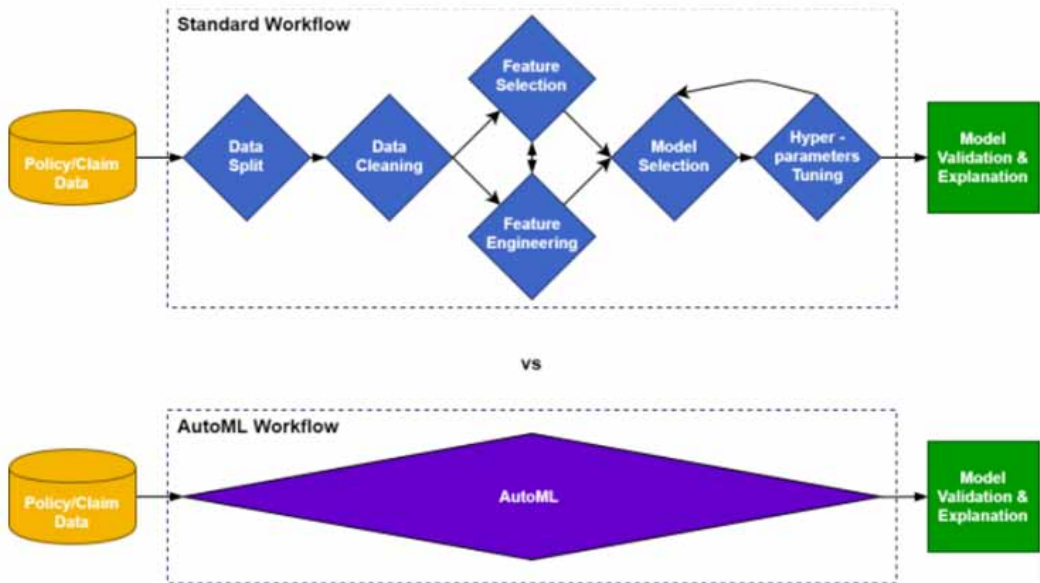 Standard Workflow
Policy/Claim
Data
Data
Split
Data
Cleaning
Feature
Selection
Feature
Engineering
Model
Selection
Hyper -
parameters
Tuning
Model
Validation &
Explanation
vs
AutoML Workflow
Policy/Claim
Data
AutoML
Model
Validation &
Explanation